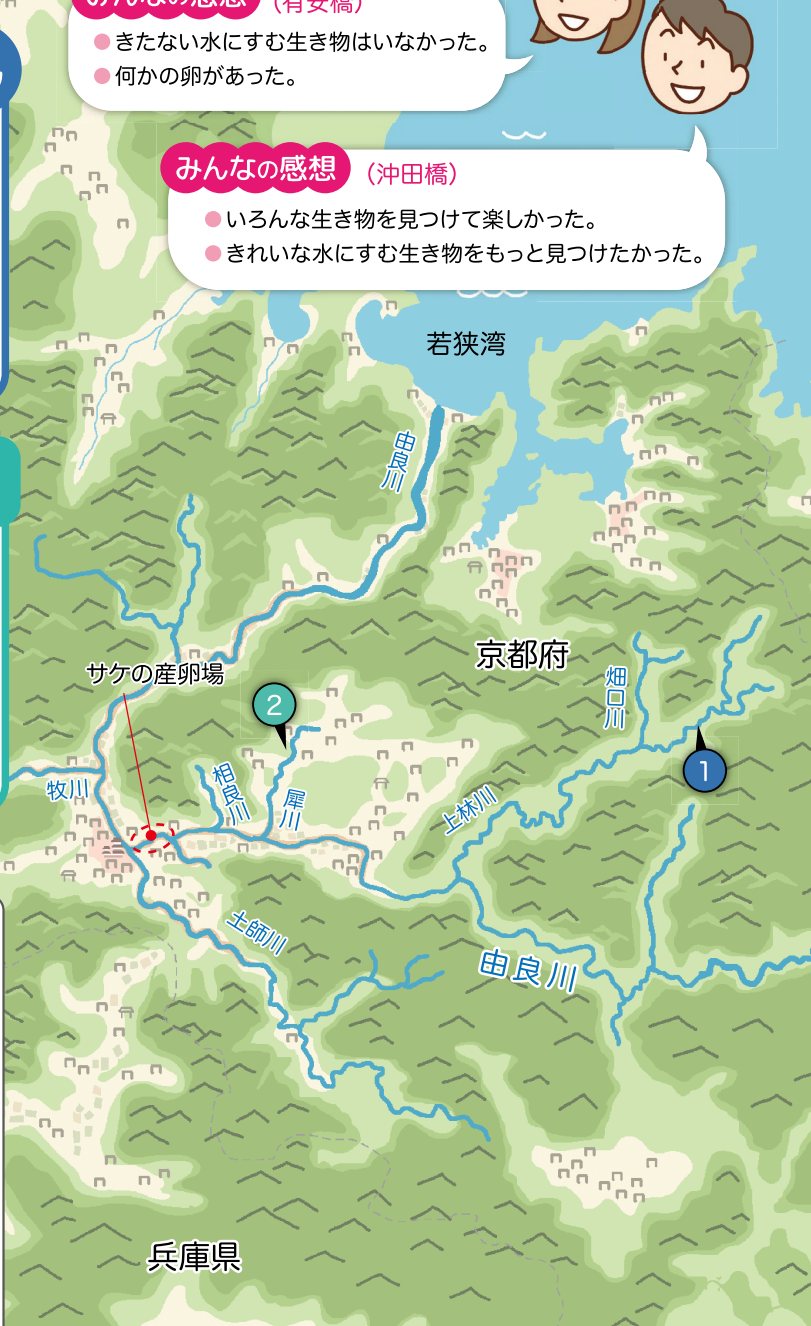 みんなの感想（有安橋）
●きたない水にすむ生き物はいなかった。
●何かの卵があった。
みんなの感想（沖田橋）
●いろんな生き物を見つけて楽しかった。
●きれいな水にすむ生き物をもっと見つけたかった。
若狭湾
由良川
京都府
サケの産卵場
畑口川
2
1
牧川
相良川
犀川
上林川
土師川
由良川
兵庫県